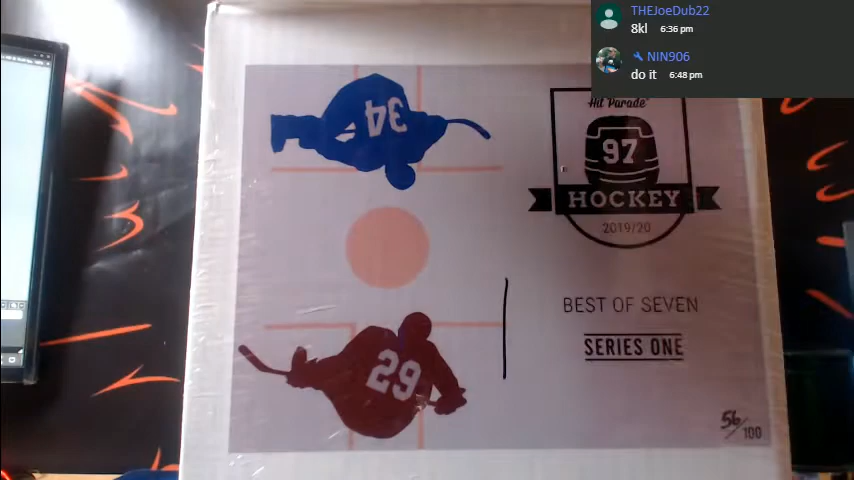 THEJoeDub22
8kl 6:36 pm
NIN906
do it 6:48 pm
34
Hit Parade
97
HOCKEY
2019/20
BEST OF SEVEN
SERIES ONE
29
56/100